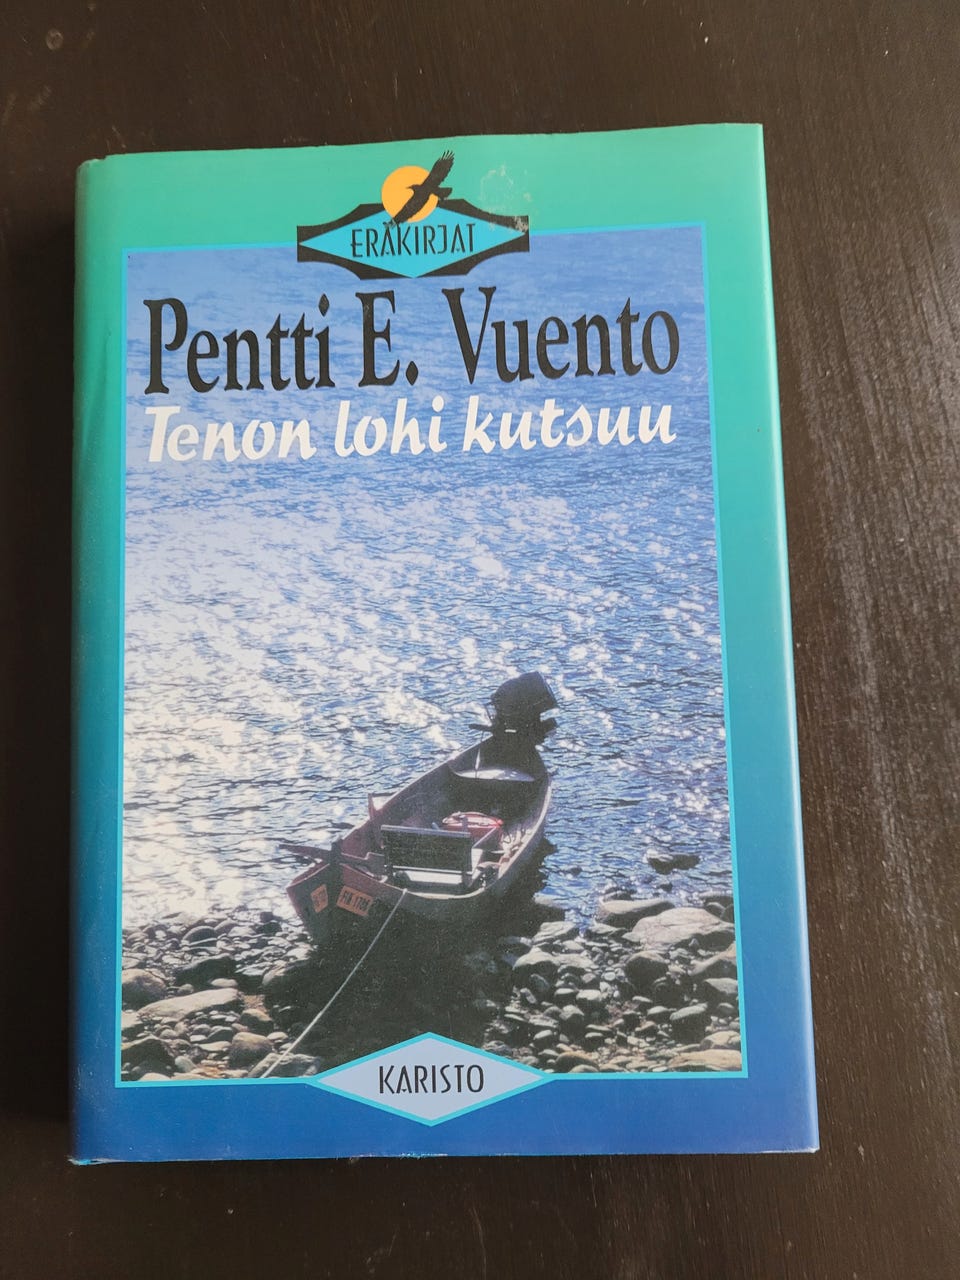 ERÄKIRJAT
Pentti E. Vuento
Tenon lohi kutsuu
KARISTO